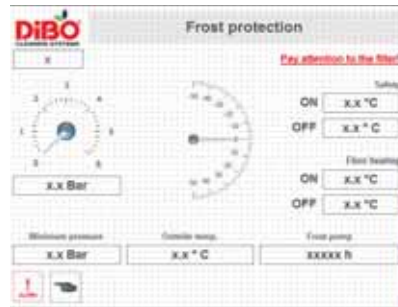 DiBO
CLEANING SYSTEMS
Frost protection
x
Pay attention to the filter!
Safety
ON x.x °C
OFF x.x ° C
x.x Bar
Floor heating
ON x.x °C
OFF x.x °C
Minimum pressure
x.x Bar
Outside temp.
x.x ° C
Frost pump
xxxxx h